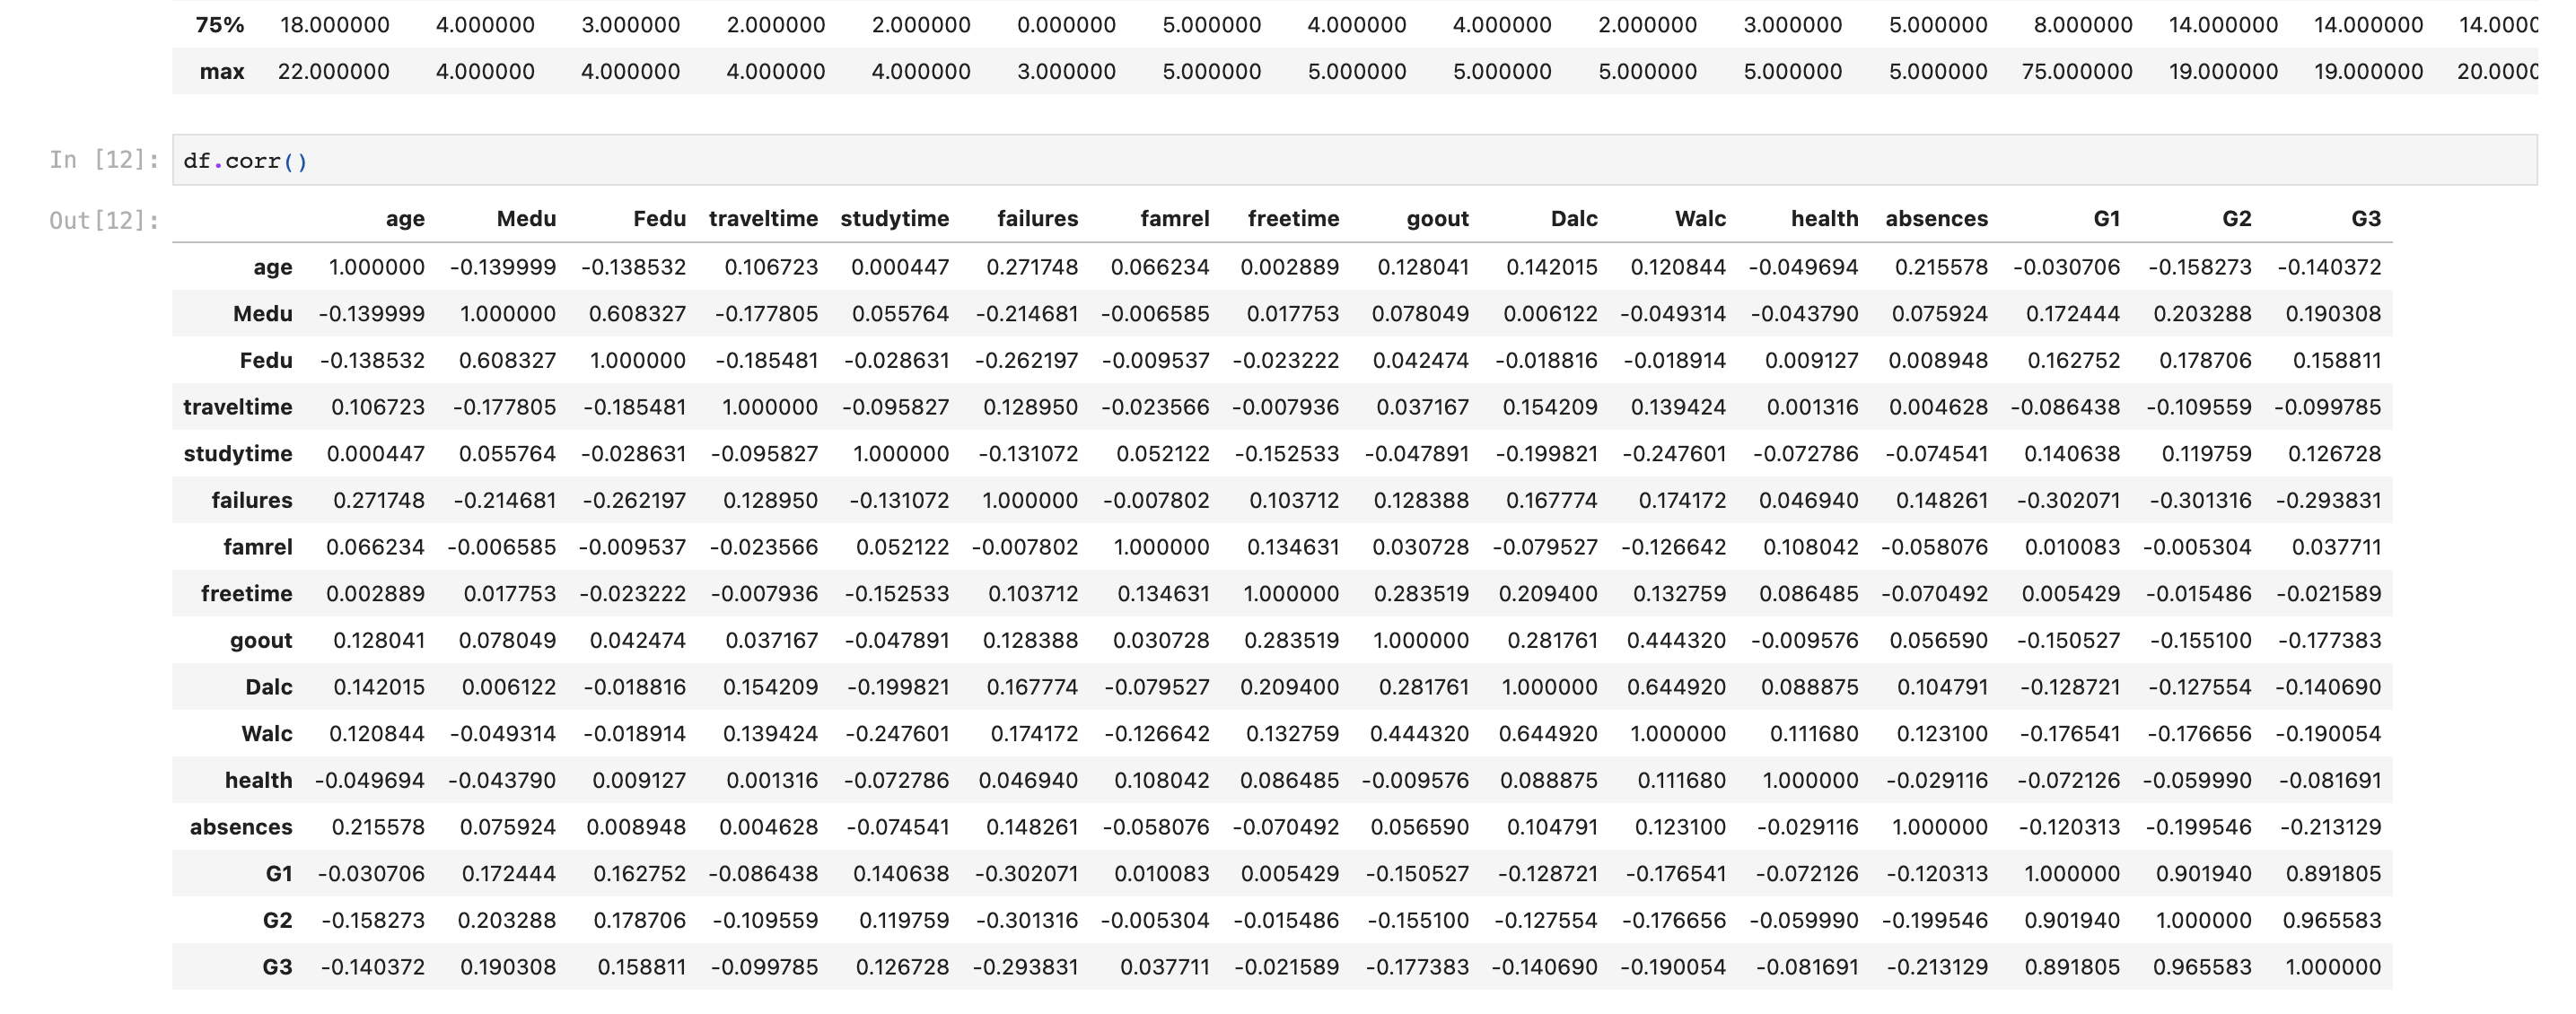 75% 18.000000 4.000000 3.000000 2.000000 2.000000 0.000000 5.000000 4.000000 4.000000 2.000000 3.000000 5.000000 8.000000 14.000000 14.000000 14.0000
max 22.000000 4.000000 4.000000 4.000000 4.000000 3.000000 5.000000 5.000000 5.000000 5.000000 5.000000 5.000000 75.000000 19.000000 19.000000 20.0000
In [12]: df.corr()
Out[12]: age Medu Fedu traveltime studytime failures famrel freetime goout Dalc Walc health absences G1 G2 G3
age 1.000000 -0.139999 -0.138532 0.106723 0.000447 0.271748 0.066234 0.002889 0.128041 0.142015 0.120844 -0.049694 0.215578 -0.030706 -0.158273 -0.140372
Medu -0.139999 1.000000 0.608327 -0.177805 0.055764 -0.214681 -0.006585 0.017753 0.078049 0.006122 -0.049314 -0.043790 0.075924 0.172444 0.203288 0.190308
Fedu -0.138532 0.608327 1.000000 -0.185481 -0.028631 -0.262197 -0.009537 -0.023222 0.042474 -0.018816 -0.018914 0.009127 0.008948 0.162752 0.178706 0.158811
traveltime 0.106723 -0.177805 -0.185481 1.000000 -0.095827 0.128950 -0.023566 -0.007936 0.037167 0.154209 0.139424 0.001316 0.004628 -0.086438 -0.109559 -0.099785
studytime 0.000447 0.055764 -0.028631 -0.095827 1.000000 -0.131072 0.052122 -0.152533 -0.047891 -0.199821 -0.247601 -0.072786 -0.074541 0.140638 0.119759 0.126728
failures 0.271748 -0.214681 -0.262197 0.128950 -0.131072 1.000000 -0.007802 0.103712 0.128388 0.167774 0.174172 0.046940 0.148261 -0.302071 -0.301316 -0.293831
famrel 0.066234 -0.006585 -0.009537 -0.023566 0.052122 -0.007802 1.000000 0.134631 0.030728 -0.079527 -0.126642 0.108042 -0.058076 0.010083 -0.005304 0.037711
freetime 0.002889 0.017753 -0.023222 -0.007936 -0.152533 0.103712 0.134631 1.000000 0.283519 0.209400 0.132759 0.086485 -0.070492 0.005429 -0.015486 -0.021589
goout 0.128041 0.078049 0.042474 0.037167 -0.047891 0.128388 0.030728 0.283519 1.000000 0.281761 0.444320 -0.009576 0.056590 -0.150527 -0.155100 -0.177383
Dalc 0.142015 0.006122 -0.018816 0.154209 -0.199821 0.167774 -0.079527 0.209400 0.281761 1.000000 0.644920 0.088875 0.104791 -0.128721 -0.127554 -0.140690
Walc 0.120844 -0.049314 -0.018914 0.139424 -0.247601 0.174172 -0.126642 0.132759 0.444320 0.644920 1.000000 0.111680 0.123100 -0.176541 -0.176656 -0.190054
health -0.049694 -0.043790 0.009127 0.001316 -0.072786 0.046940 0.108042 0.086485 -0.009576 0.088875 0.111680 1.000000 -0.029116 -0.072126 -0.059990 -0.081691
absences 0.215578 0.075924 0.008948 0.004628 -0.074541 0.148261 -0.058076 -0.070492 0.056590 0.104791 0.123100 -0.029116 1.000000 -0.120313 -0.199546 -0.213129
G1 -0.030706 0.172444 0.162752 -0.086438 0.140638 -0.302071 0.010083 0.005429 -0.150527 -0.128721 -0.176541 -0.072126 -0.120313 1.000000 0.901940 0.891805
G2 -0.158273 0.203288 0.178706 -0.109559 0.119759 -0.301316 -0.005304 -0.015486 -0.155100 -0.127554 -0.176656 -0.059990 -0.199546 0.901940 1.000000 0.965583
G3 -0.140372 0.190308 0.158811 -0.099785 0.126728 -0.293831 0.037711 -0.021589 -0.177383 -0.140690 -0.190054 -0.081691 -0.213129 0.891805 0.965583 1.000000